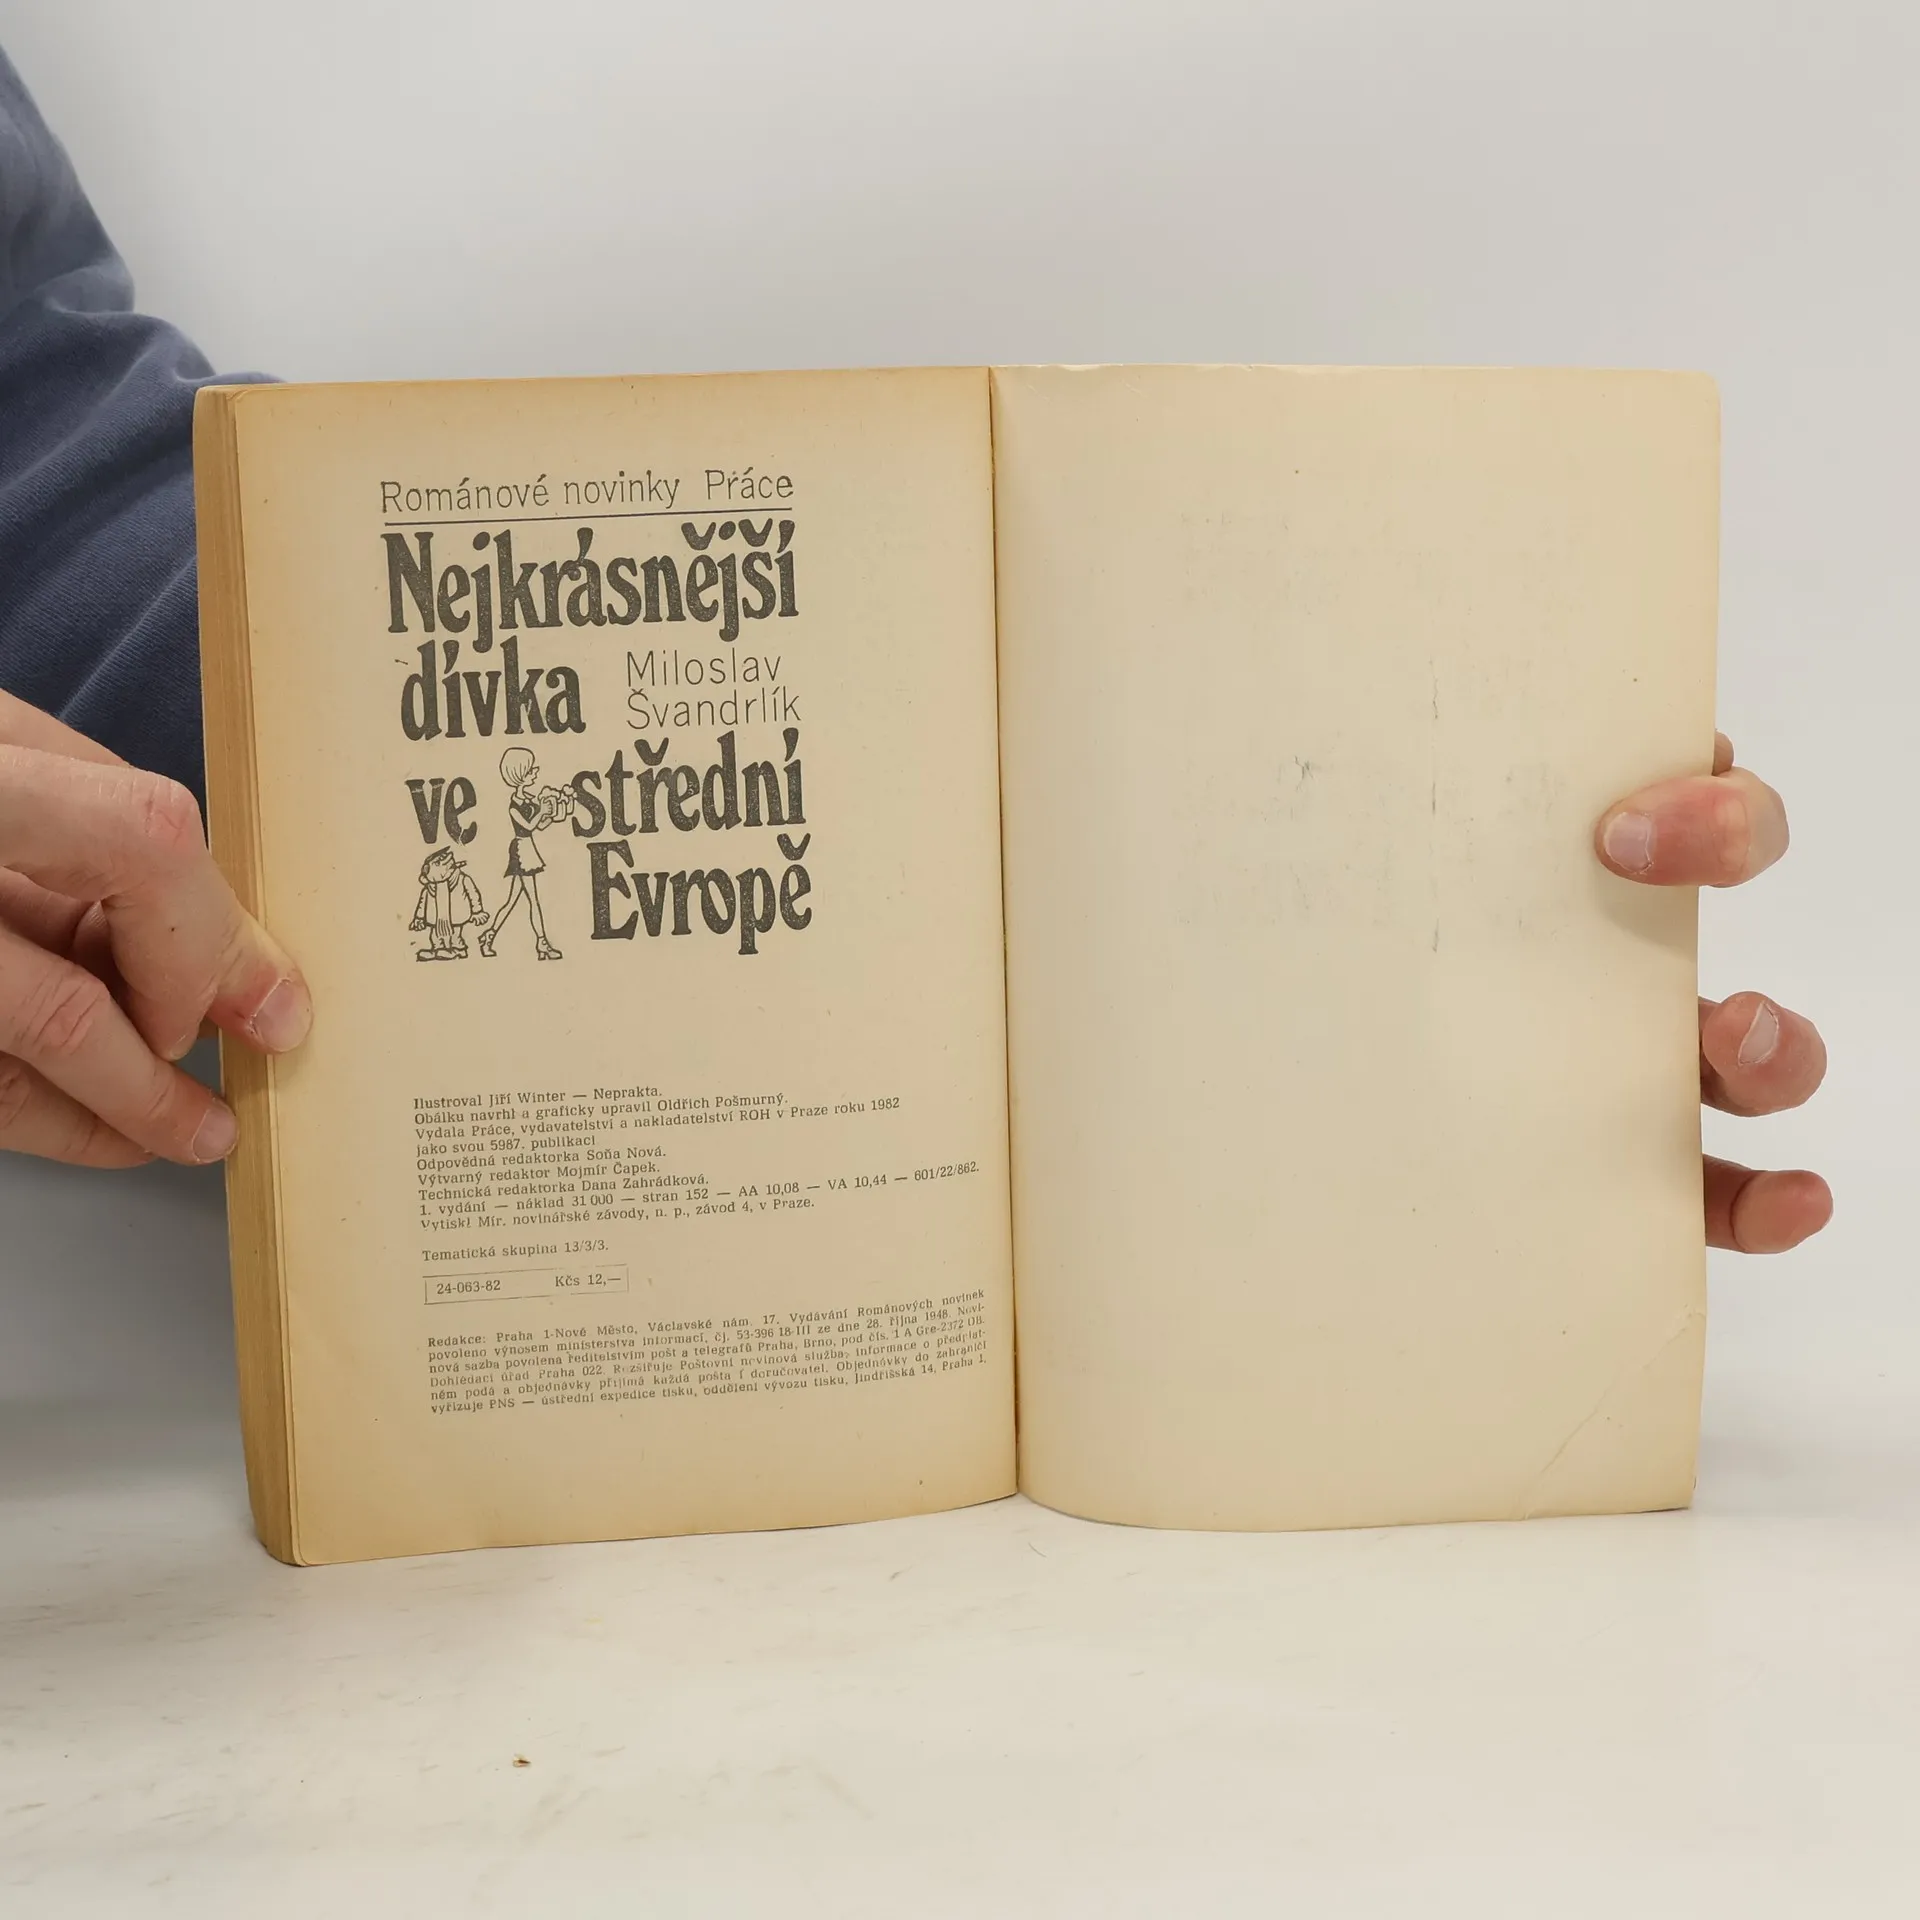 Románové novinky Práce
Nejkrásnější
dívka
Miloslav
Švandrlík
ve střední
Evropě
Ilustroval Jiří Winter — Neprakta.
Obálku navrhl a graficky upravil Oldřich Pošmurný.
Vydala Práce, vydavatelství a nakladatelství ROH v Praze roku 1982
jako svou 5987. publikaci
Odpovědná redaktorka Soňa Nová.
Výtvarný redaktor Mojmír Čapek.
Technická redaktorka Dana Zahrádková.
1. vydání — náklad 31 000 — stran 152 — AA 10,08 — VA 10,44 — 601/22/862.
Vytiskl Mír, novinářské závody, n. p., závod 4, v Praze.
Tematická skupina 13/3/3.
24-063-82 Kčs 12,—
Redakce: Praha 1-Nové Město, Václavské nám. 17. Vydávání Románových novinek
povoleno výnosem ministerstva informací, čj. 53-396 18-III ze dne 28. října 1948. Novi-
nová sazba povolena ředitelstvím pošt a telegrafů Praha, Brno, pod čís. 1 A Gre-2372 OB.
Dohlédací úřad Praha 022. Rozšiřuje Poštovní novinová služba, informace o předplat-
ném podá a objednávky přijímá každá pošta i doručovatel. Objednávky do zahraničí
vyřizuje PNS — ústřední expedice tisku, oddělení vývozu tisku, Jindřišská 14, Praha 1.